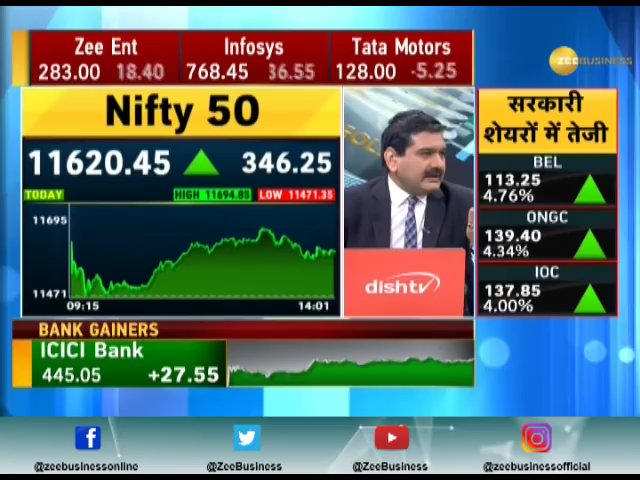 Zee Ent
283.00 18.40
Infosys
768.45 36.55
Tata Motors
128.00 -5.25
ZEEBUSINESS
Nifty 50
11620.45 346.25
TODAY
HIGH 11694.85 LOW 11471.35
11695
11471
09:15 14:01
dishtv
सरकारी
शेयरों में तेजी
BEL
113.25
4.76%
ONGC
139.40
4.34%
IOC
137.85
4.00%
BANK GAINERS
ICICI Bank
445.05 +27.55
@zeebusinessonline
@ZeeBusiness
@ZeeBusiness
@zeebusinessofficial